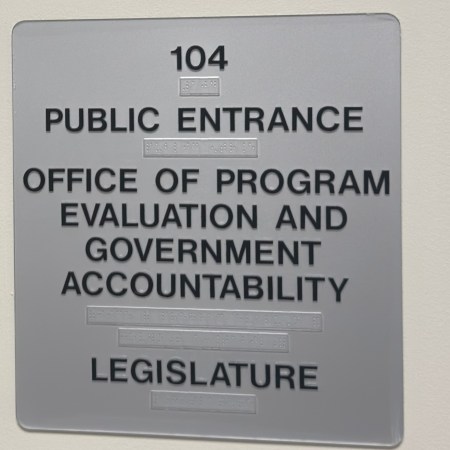 104
PUBLIC ENTRANCE
OFFICE OF PROGRAM
EVALUATION AND
GOVERNMENT
ACCOUNTABILITY
LEGISLATURE